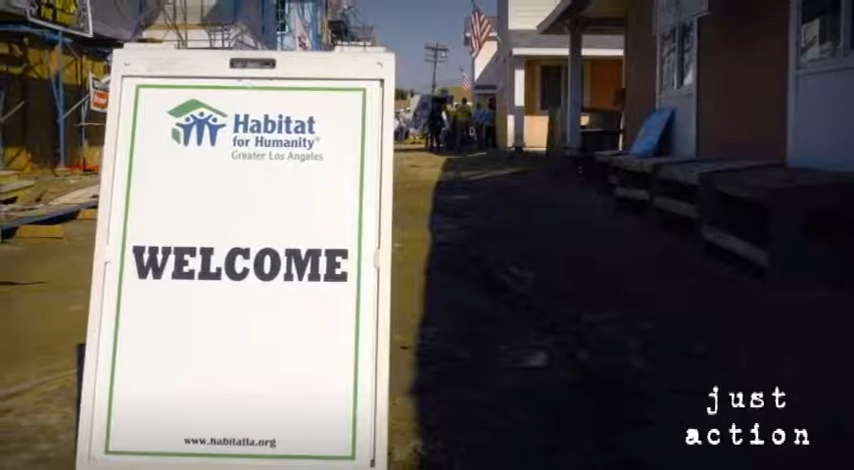 Habitat
for Humanity®
Greater Los Angeles
WELCOME
www.habitatla.org
just
action